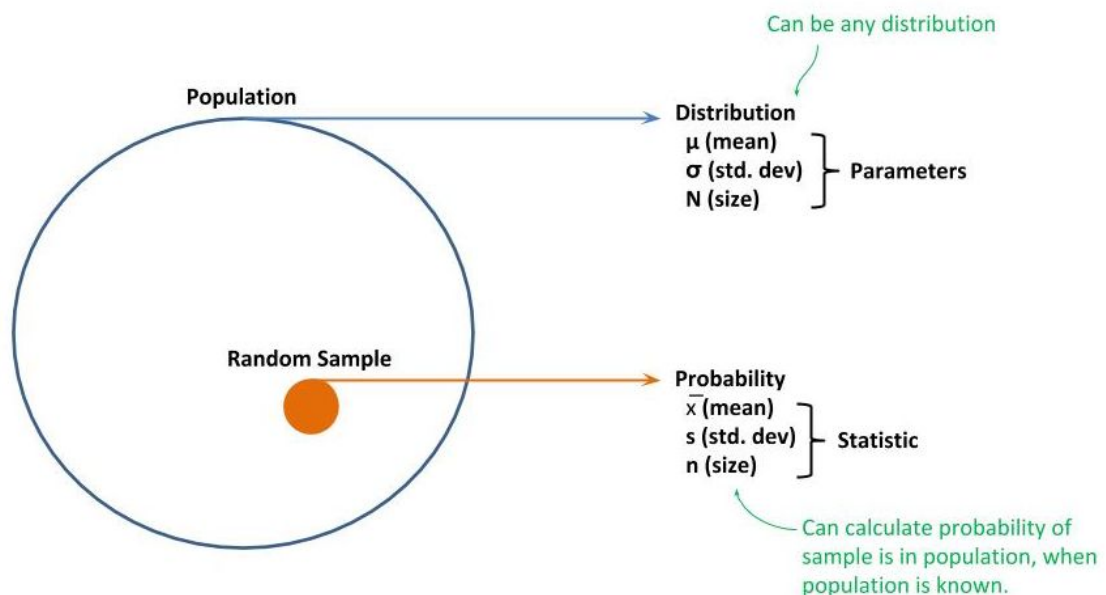 Can be any distribution
Population
Distribution
μ (mean)
σ (std. dev)
N (size)
Parameters
Random Sample
Probability
x̅ (mean)
s (std. dev)
n (size)
Statistic
Can calculate probability of
sample is in population, when
population is known.